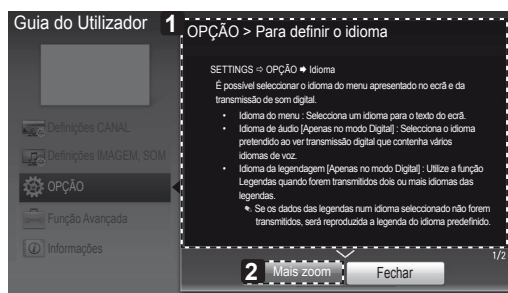 Guia do Utilizador
1
OPÇÃO > Para definir o idioma
SETTINGS ⇨ OPÇÃO ➡ Idioma
É possível seleccionar o idioma do menu apresentado no ecrã e da
transmissão de som digital.
• Idioma do menu : Selecciona um idioma para o texto do ecrã.
• Idioma de áudio [Apenas no modo Digital] : Selecciona o idioma
pretendido ao ver transmissão digital que contenha vários
idiomas de voz.
• Idioma da legendagem [Apenas no modo Digital] : Utilize a função
Legendas quando forem transmitidos dois ou mais idiomas das
legendas.
Se os dados das legendas num idioma seleccionado não forem
transmitidos, será reproduzida a legenda do idioma predefinido.
Definições CANAL
Definições IMAGEM, SOM
OPÇÃO
Função Avançada
Informações
1/2
2
Mais zoom
Fechar